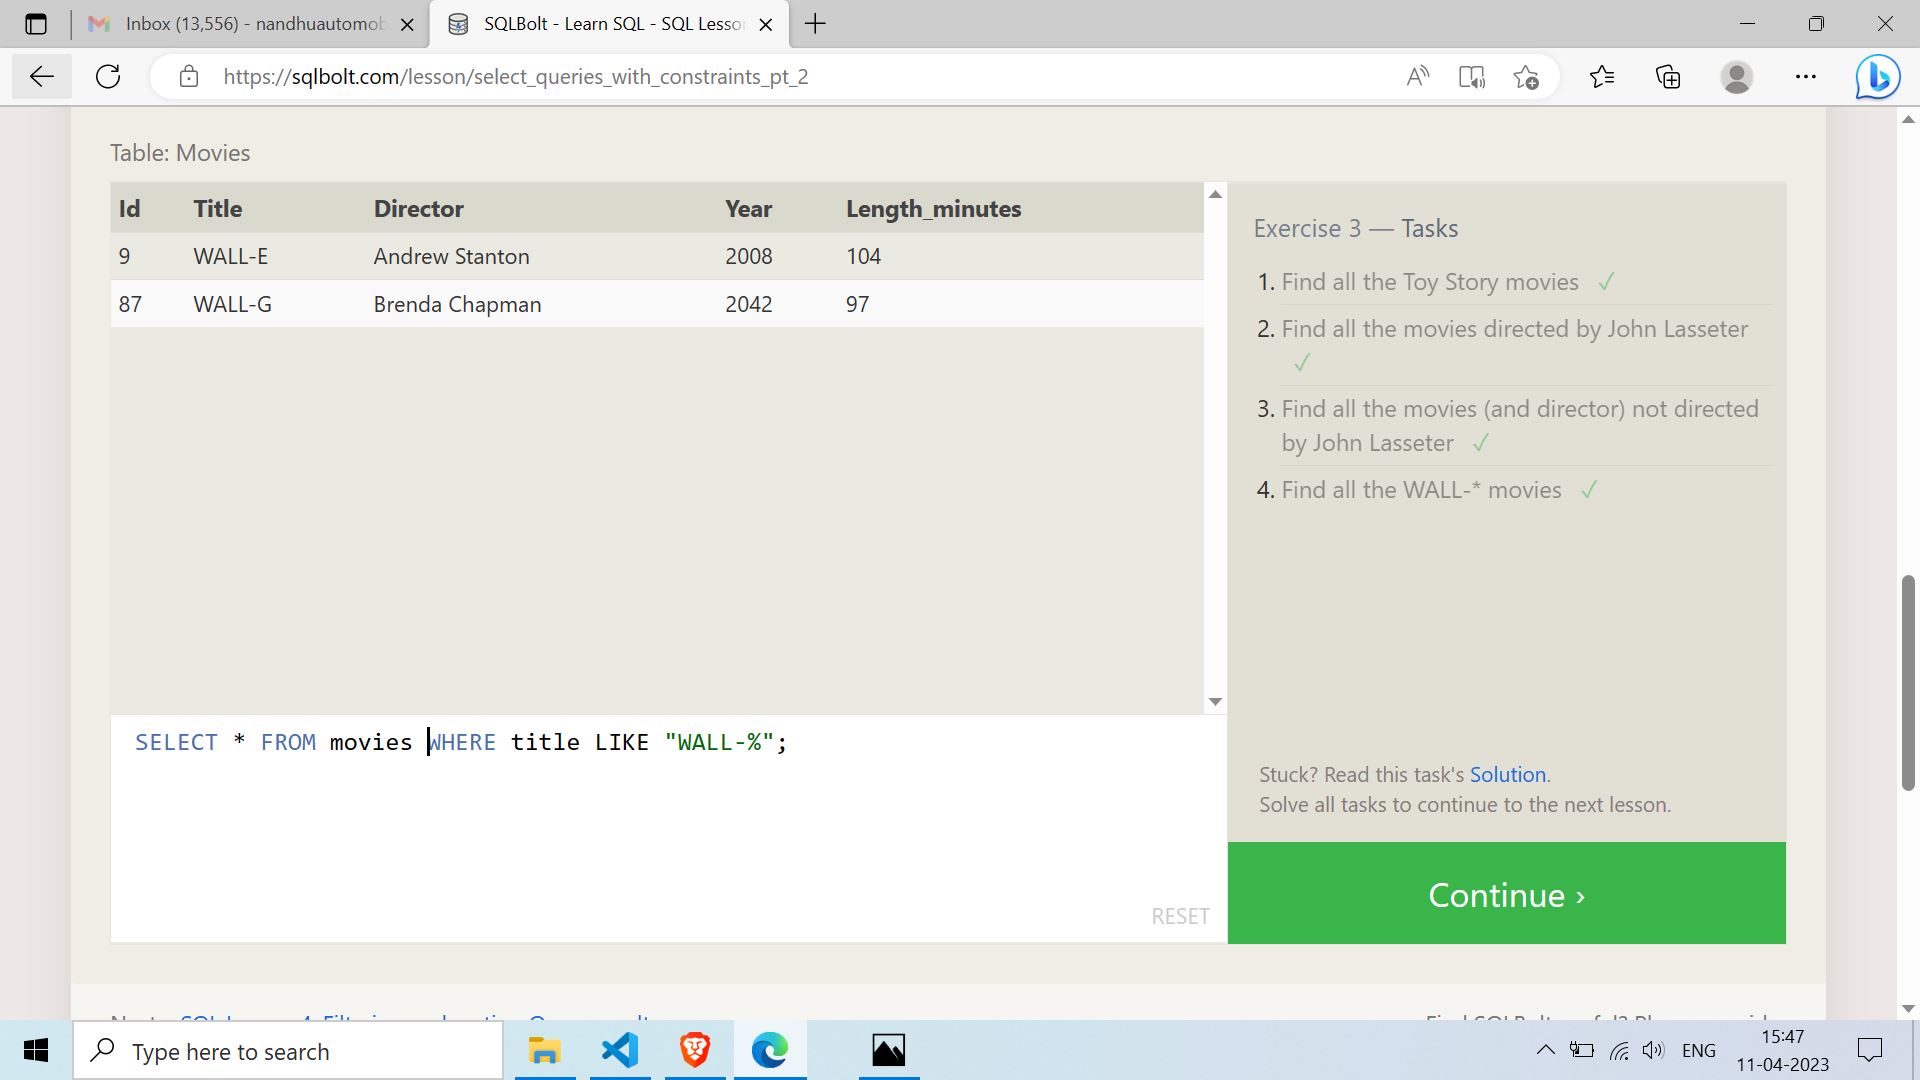 Inbox (13,556) - nandhuautomob
SQLBolt - Learn SQL - SQL Lesson
https://sqlbolt.com/lesson/select_queries_with_constraints_pt_2
Table: Movies
Id Title Director Year Length_minutes
9 WALL-E Andrew Stanton 2008 104
87 WALL-G Brenda Chapman 2042 97
Exercise 3 — Tasks
1. Find all the Toy Story movies ✓
2. Find all the movies directed by John Lasseter
✓
3. Find all the movies (and director) not directed
by John Lasseter ✓
4. Find all the WALL-* movies ✓
SELECT * FROM movies WHERE title LIKE "WALL-%";
RESET
Stuck? Read this task's Solution.
Solve all tasks to continue to the next lesson.
Continue ›
Type here to search
ENG
15:47
11-04-2023